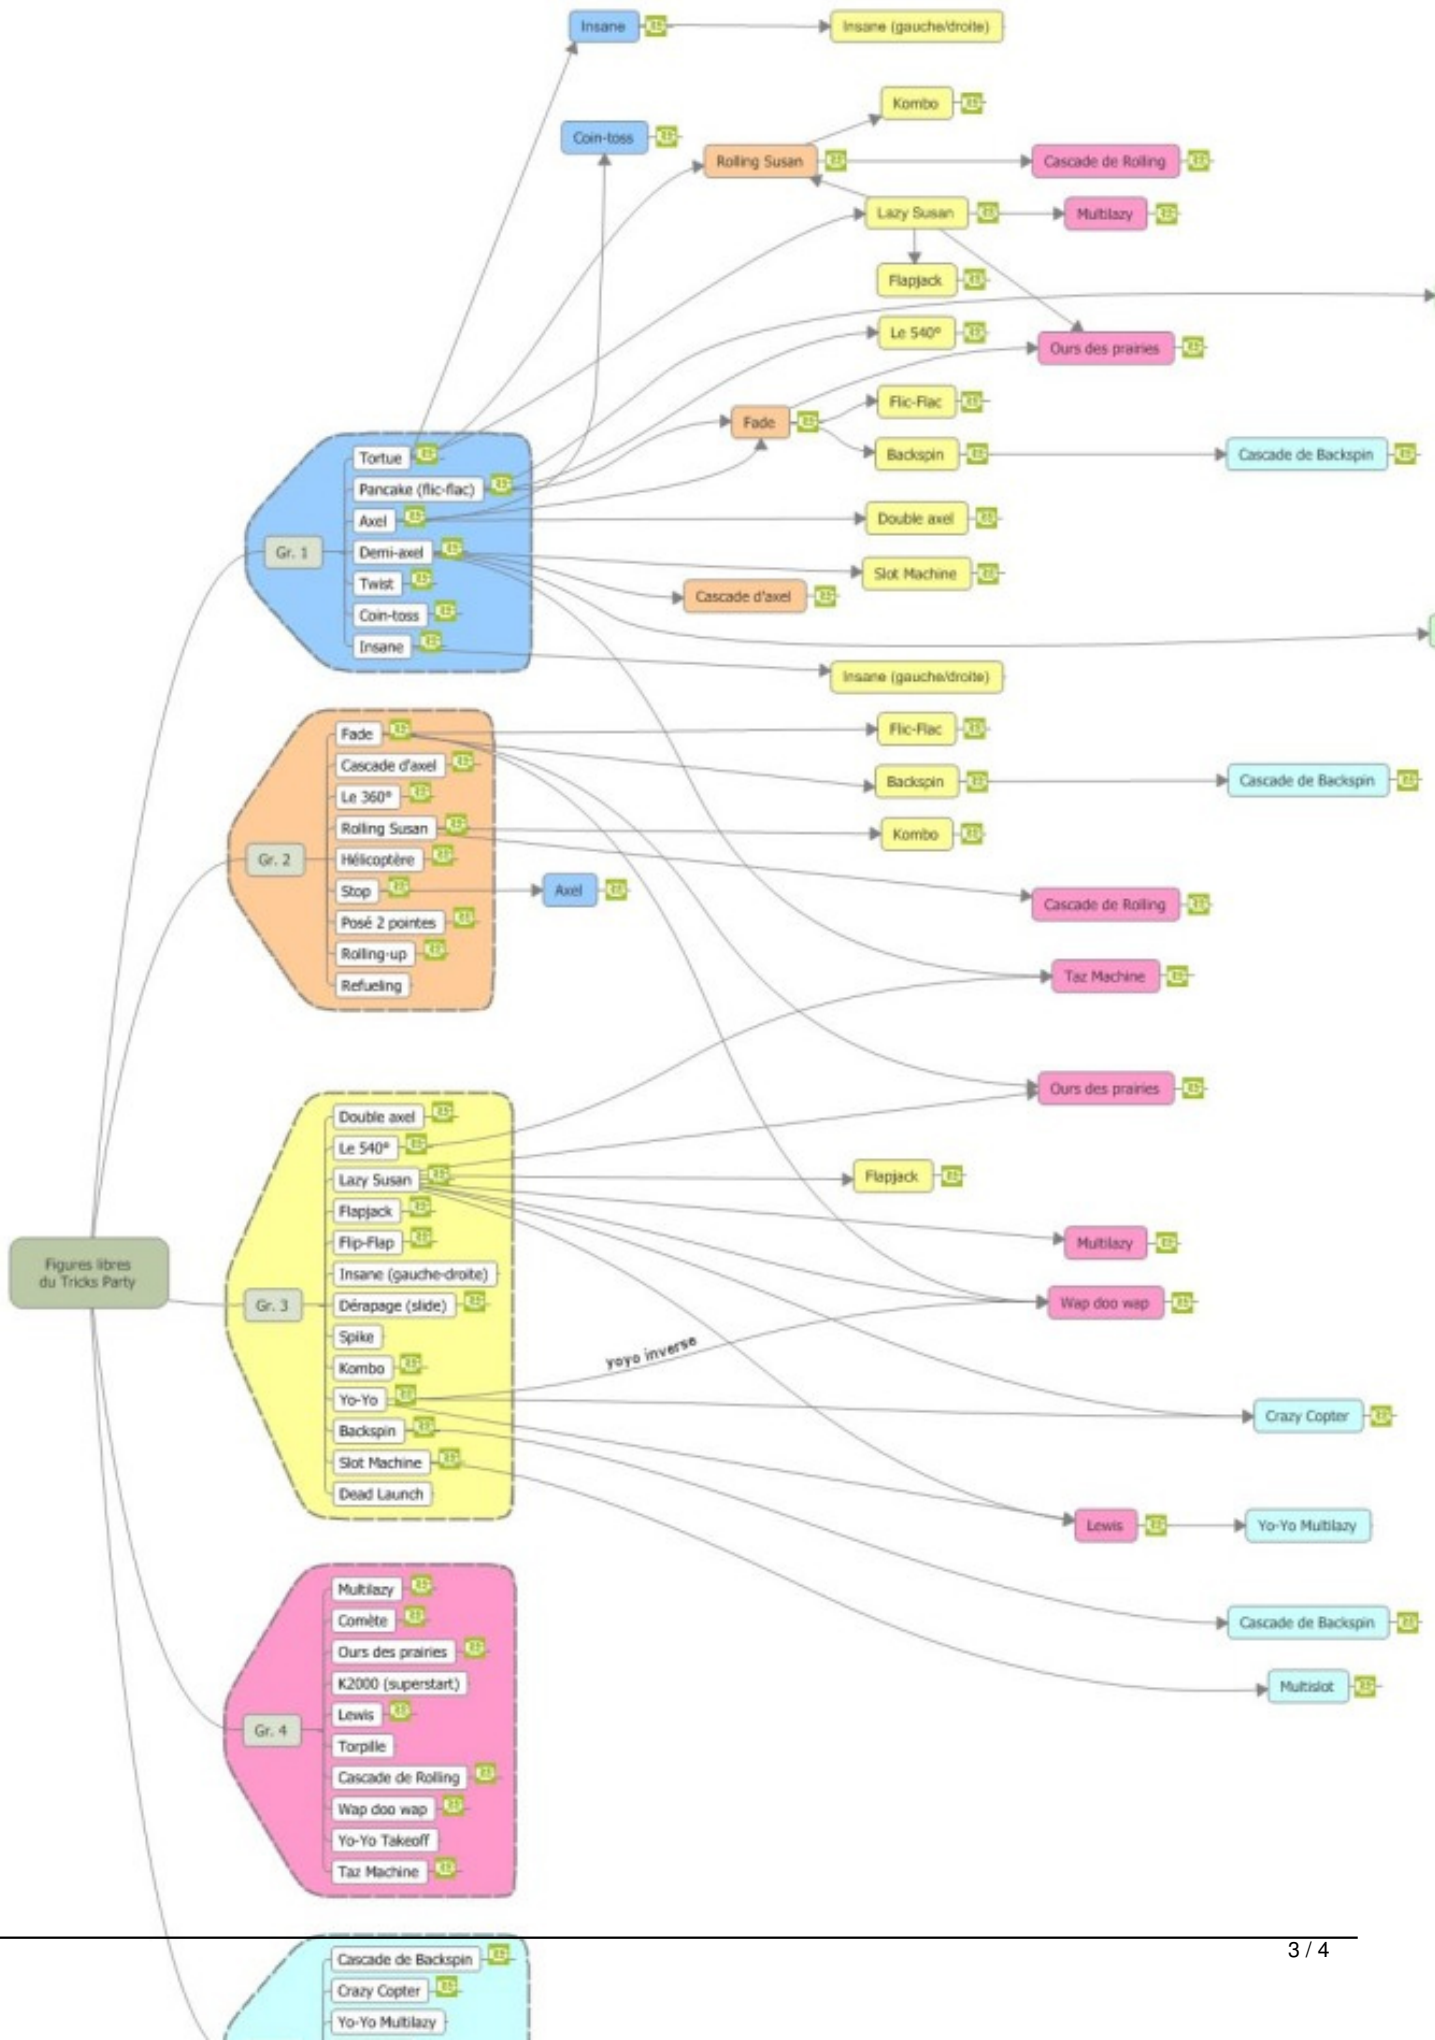 Insane
Insane (gauche/droite)
Kombo
Coin-toss
Rolling Susan
Cascade de Rolling
Lazy Susan
Multilazy
Flapjack
Le 540°
Ours des prairies
Fade
Flic-Flac
Backspin
Cascade de Backspin
Double axel
Slot Machine
Cascade d'axel
Insane (gauche/droite)
Gr. 1
Tortue
Pancake (flic-flac)
Axel
Demi-axel
Twist
Coin-toss
Insane
Flic-Flac
Backspin
Cascade de Backspin
Kombo
Axel
Cascade de Rolling
Taz Machine
Ours des prairies
Gr. 2
Fade
Cascade d'axel
Le 360°
Rolling Susan
Hélicoptère
Stop
Posé 2 pointes
Rolling-up
Refueling
Figures libres
du Tricks Party
Gr. 3
Double axel
Le 540°
Lazy Susan
Flapjack
Flip-Flap
Insane (gauche-droite)
Dérapage (slide)
Spike
Kombo
Yo-Yo
Backspin
Slot Machine
Dead Launch
Flapjack
Multilazy
Wap doo wap
yoyo inverse
Crazy Copter
Lewis
Yo-Yo Multilazy
Cascade de Backspin
Multislot
Gr. 4
Multilazy
Comète
Ours des prairies
K2000 (superstart)
Lewis
Torpille
Cascade de Rolling
Wap doo wap
Yo-Yo Takeoff
Taz Machine
Cascade de Backspin
Crazy Copter
Yo-Yo Multilazy
3 / 4